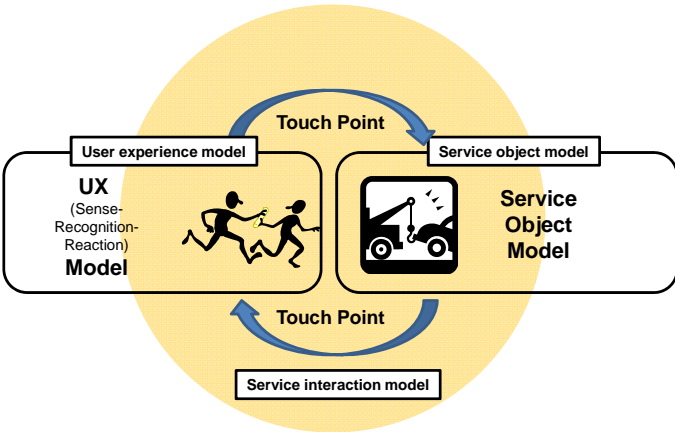 Touch Point
User experience model
UX
(Sense-
Recognition-
Reaction)
Model
Service object model
Service
Object
Model
Touch Point
Service interaction model